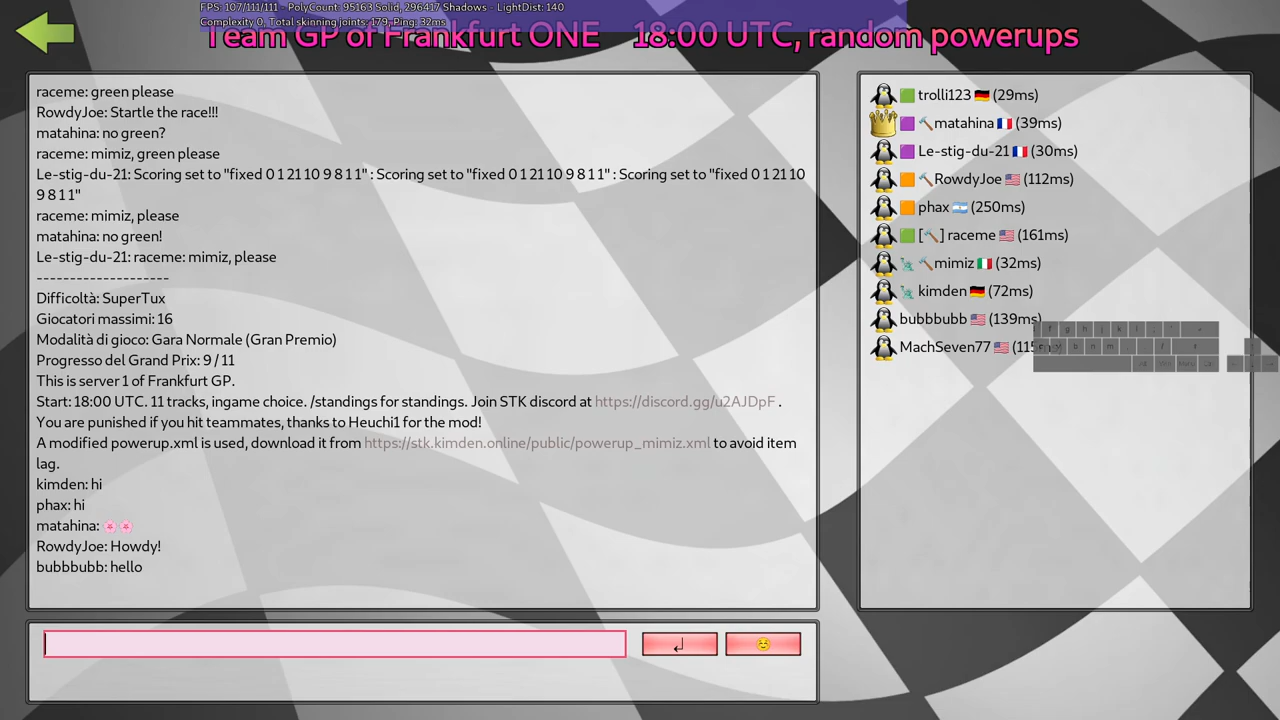 FPS: 107/111/111 - PolyCount: 95163 Solid, 296417 Shadows - LightDist: 140
Complexity 0, Total skinning joints: 179, Ping: 32ms
Team GP of Frankfurt ONE 18:00 UTC, random powerups
raceme: green please
RowdyJoe: Startle the race!!!
matahina: no green?
raceme: mimiz, green please
Le-stig-du-21: Scoring set to "fixed 0 1 21 10 9 8 1 1" : Scoring set to "fixed 0 1 21 10 9 8 1 1" : Scoring set to "fixed 0 1 21 10
9 8 1 1"
raceme: mimiz, please
matahina: no green!
Le-stig-du-21: raceme: mimiz, please
--------------------
Difficoltà: SuperTux
Giocatori massimi: 16
Modalità di gioco: Gara Normale (Gran Premio)
Progresso del Grand Prix: 9 / 11
This is server 1 of Frankfurt GP.
Start: 18:00 UTC. 11 tracks, ingame choice. /standings for standings. Join STK discord at https://discord.gg/u2AJDpF .
You are punished if you hit teammates, thanks to Heuchi1 for the mod!
A modified powerup.xml is used, download it from https://stk.kimden.online/public/powerup_mimiz.xml to avoid item
lag.
kimden: hi
phax: hi
matahina: 🌸🌸
RowdyJoe: Howdy!
bubbbubb: hello
trolli123 🇩🇪 (29ms)
🔨matahina 🇫🇷 (39ms)
Le-stig-du-21 🇫🇷 (30ms)
🔨RowdyJoe 🇺🇸 (112ms)
phax 🇦🇷 (250ms)
[🔨] raceme 🇺🇸 (161ms)
🗽 🔨mimiz 🇮🇹 (32ms)
🗽 kimden 🇩🇪 (72ms)
bubbbubb 🇺🇸 (139ms)
MachSeven77 🇺🇸